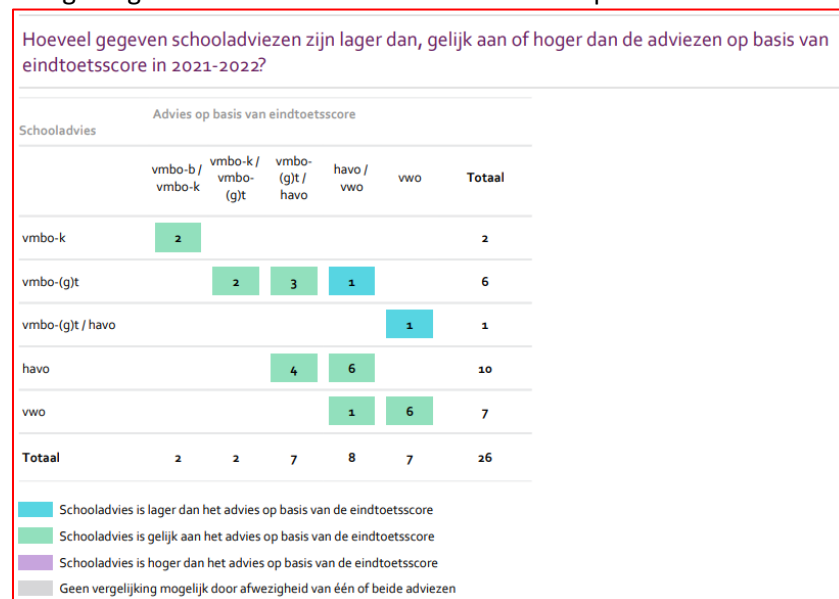 Hoeveel gegeven schooladviezen zijn lager dan, gelijk aan of hoger dan de adviezen op basis van
eindtoetsscore in 2021-2022?
Advies op basis van eindtoetsscore
Schooladvies
vmbo-b / vmbo-k vmbo-k / vmbo-(g)t vmbo-(g)t / havo havo / vwo vwo Totaal
vmbo-k 2 2
vmbo-(g)t 2 3 1 6
vmbo-(g)t / havo 1 1
havo 4 6 10
vwo 1 6 7
Totaal 2 2 7 8 7 26
Schooladvies is lager dan het advies op basis van de eindtoetsscore
Schooladvies is gelijk aan het advies op basis van de eindtoetsscore
Schooladvies is hoger dan het advies op basis van de eindtoetsscore
Geen vergelijking mogelijk door afwezigheid van één of beide adviezen